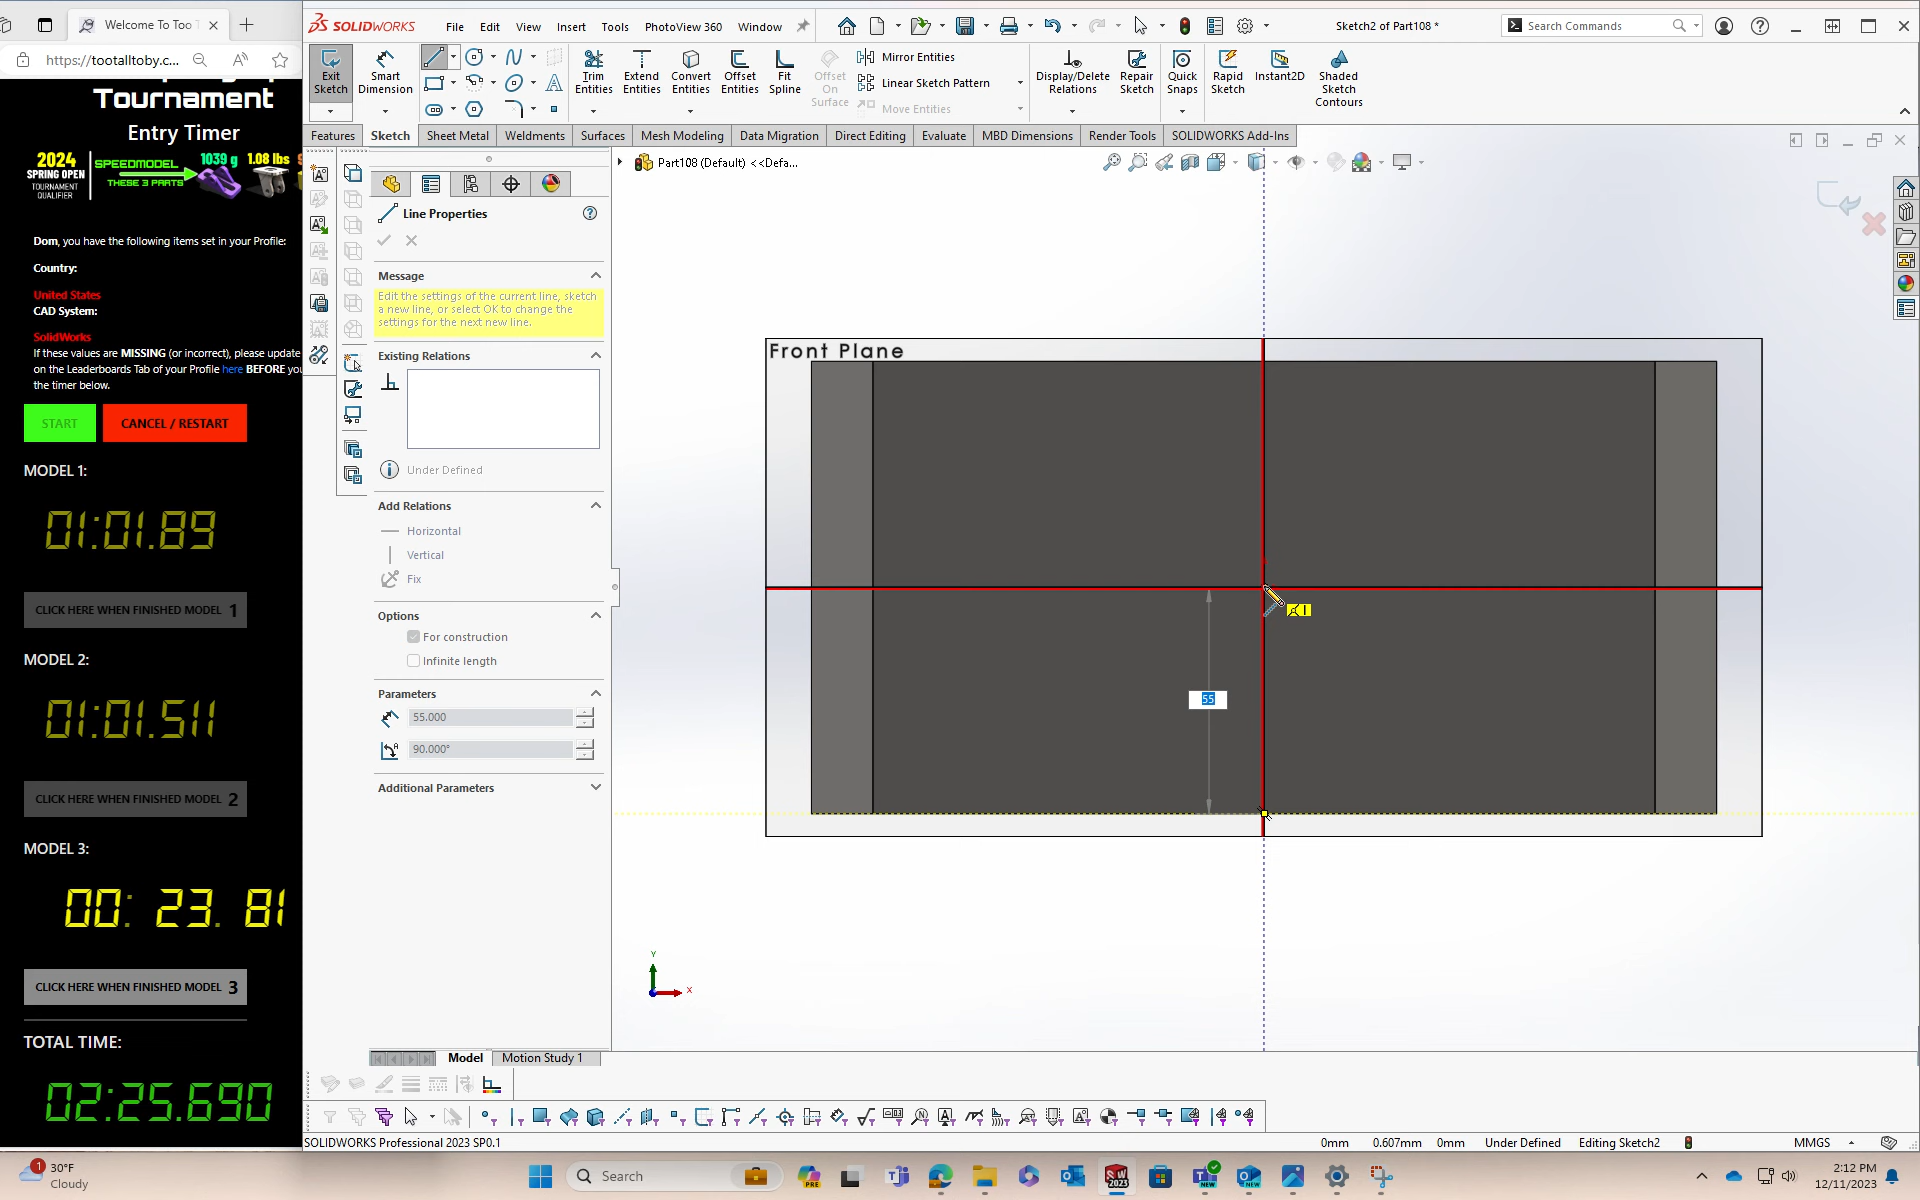 Welcome To Too T
https://tootalltoby.c...
Tournament
Entry Timer
2024
SPRING OPEN
TOURNAMENT
QUALIFIER
SPEEDMODEL
THESE 3 PARTS
1039 g
1.08 lbs
Dom, you have the following items set in your Profile:
Country:
United States
CAD System:
SolidWorks
If these values are MISSING (or incorrect), please update
on the Leaderboards Tab of your Profile here BEFORE you
the timer below.
START
CANCEL / RESTART
MODEL 1:
01:01.89
CLICK HERE WHEN FINISHED MODEL 1
MODEL 2:
01:01.511
CLICK HERE WHEN FINISHED MODEL 2
MODEL 3:
00: 23. 81
CLICK HERE WHEN FINISHED MODEL 3
TOTAL TIME:
02:25.690
SOLIDWORKS
File Edit View Insert Tools PhotoView 360 Window
Sketch2 of Part108 *
Search Commands
Exit Sketch
Smart Dimension
Trim Entities
Extend Entities
Convert Entities
Offset Entities
Fit Spline
Offset On Surface
Mirror Entities
Linear Sketch Pattern
Move Entities
Display/Delete Relations
Repair Sketch
Quick Snaps
Rapid Sketch
Instant2D
Shaded Sketch Contours
Features Sketch Sheet Metal Weldments Surfaces Mesh Modeling Data Migration Direct Editing Evaluate MBD Dimensions Render Tools SOLIDWORKS Add-Ins
Part108 (Default) <<Defa...
Line Properties
Message
Edit the settings of the current line, sketch
a new line, or select OK to change the
settings for the next new line.
Existing Relations
Under Defined
Add Relations
Horizontal
Vertical
Fix
Options
For construction
Infinite length
Parameters
55.000
90.000°
Additional Parameters
Front Plane
55
Y
X
Model Motion Study 1
SOLIDWORKS Professional 2023 SP0.1
0mm 0.607mm 0mm Under Defined Editing Sketch2 MMGS
1
30°F
Cloudy
Search
PRE
SW
2023
NEW
NEW
2:12 PM
12/11/2023